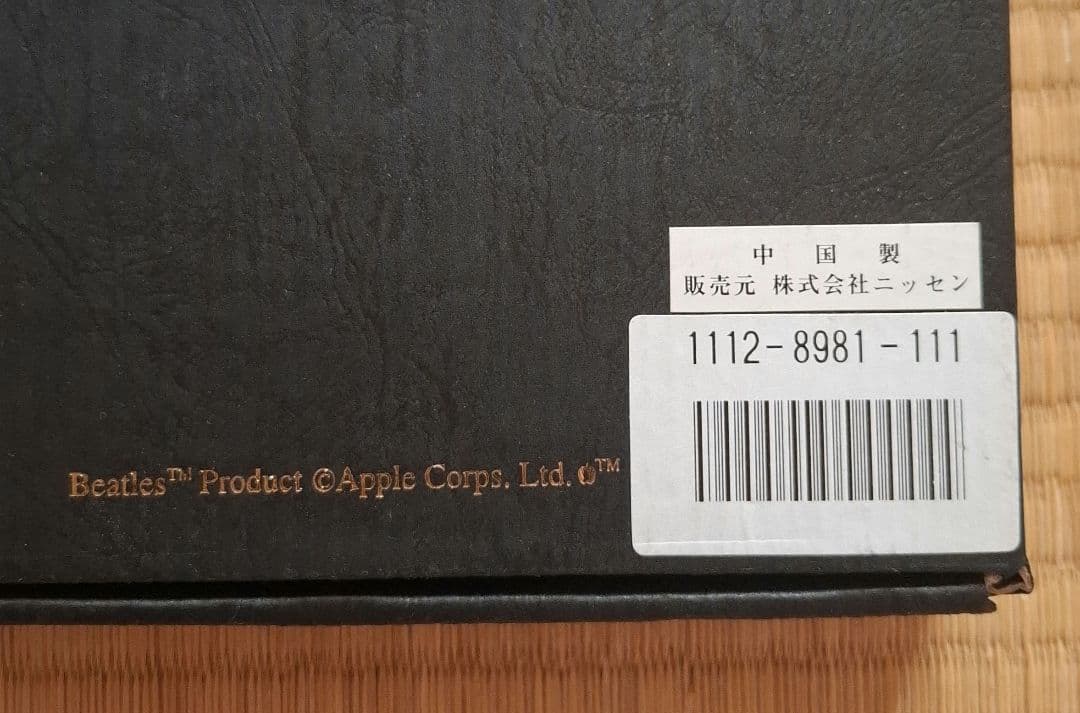 中国製
販売元 株式会社ニッセン
1112-8981-111
Beatles™ Product ©Apple Corps. Ltd. ™